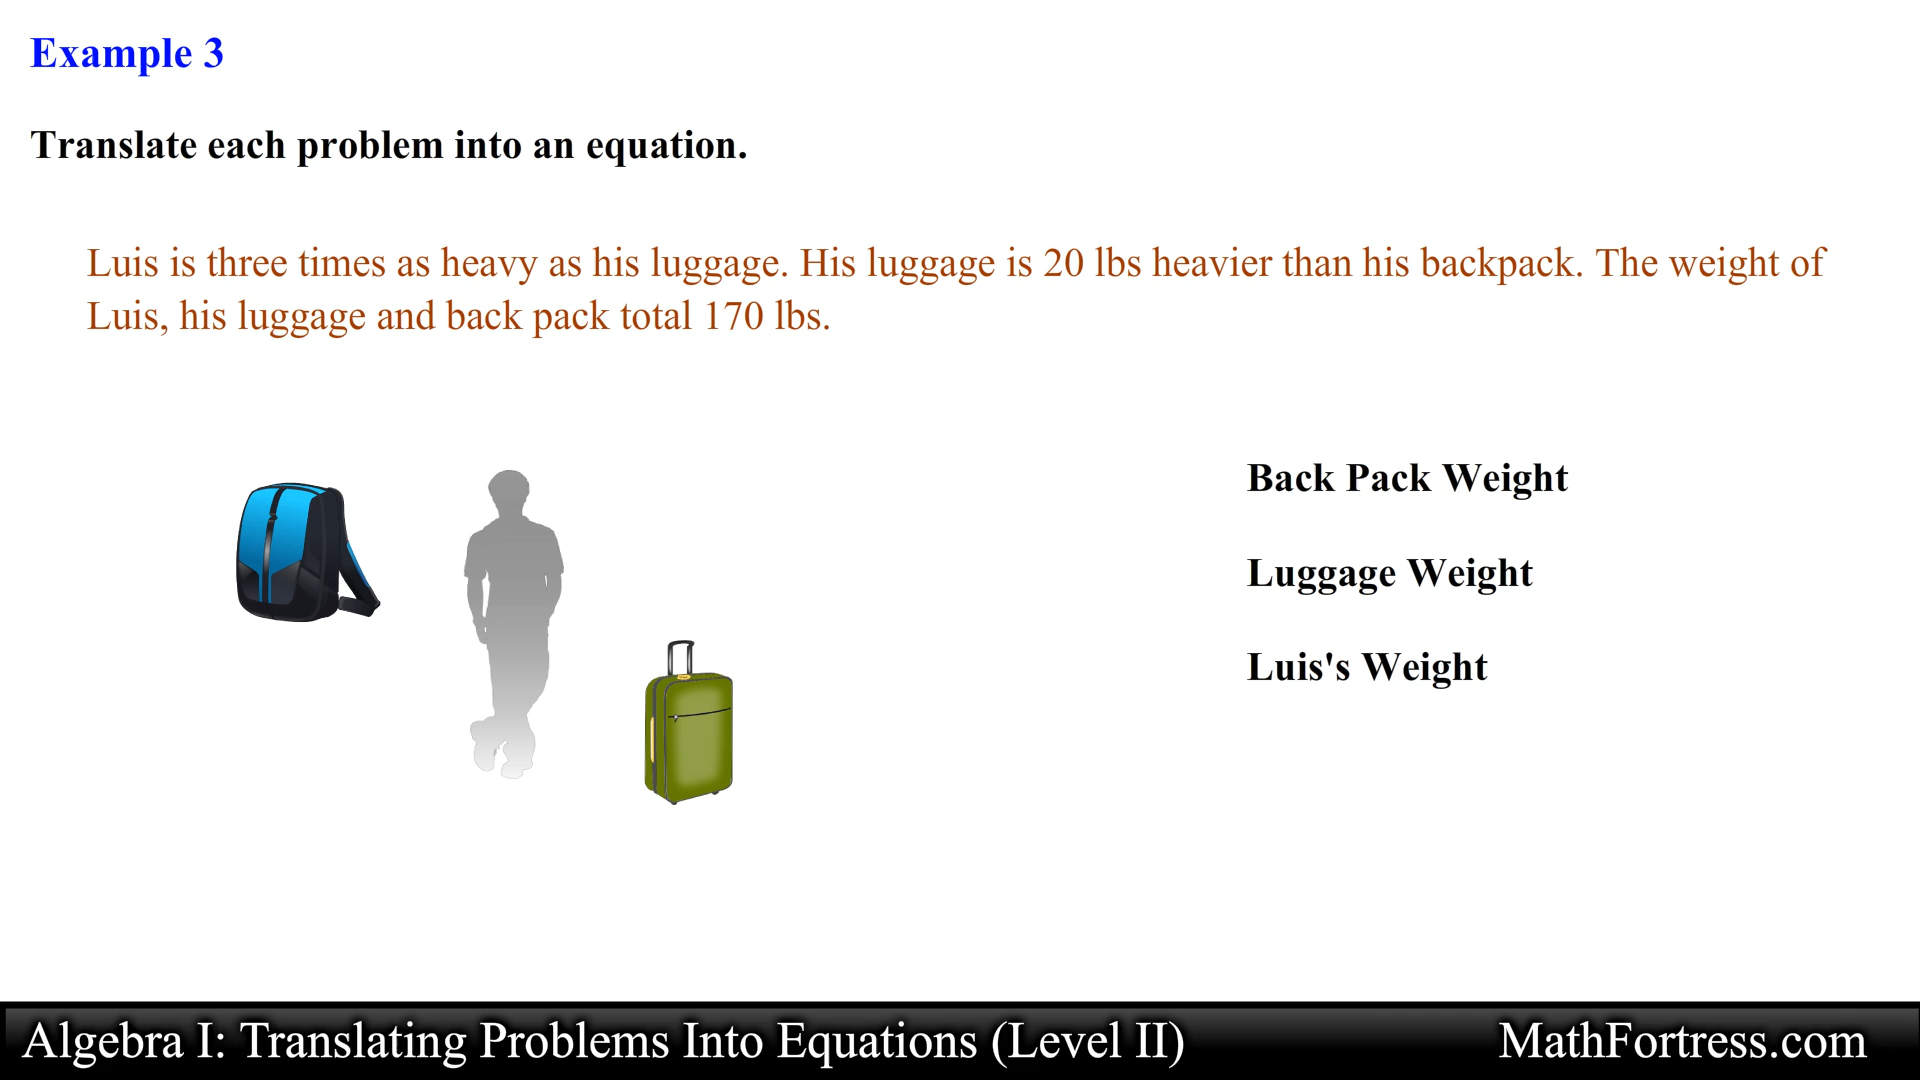 Example 3
Translate each problem into an equation.
Luis is three times as heavy as his luggage. His luggage is 20 lbs heavier than his backpack. The weight of
Luis, his luggage and back pack total 170 lbs.
Back Pack Weight
Luggage Weight
Luis's Weight
Algebra I: Translating Problems Into Equations (Level II)
MathFortress.com